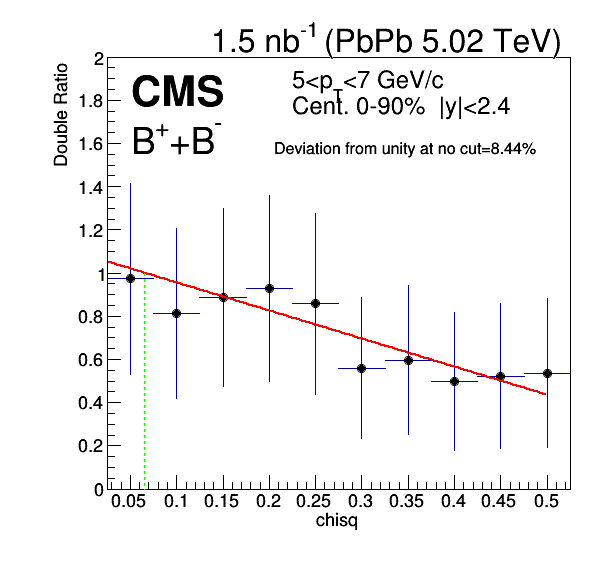 1.5 nb-1 (PbPb 5.02 TeV)
CMS
B++B-
5<pT<7 GeV/c
Cent. 0-90% |y|<2.4
Deviation from unity at no cut=8.44%
Double Ratio
2
1.8
1.6
1.4
1.2
1
0.8
0.6
0.4
0.2
0
0.05 0.1 0.15 0.2 0.25 0.3 0.35 0.4 0.45 0.5
chisq